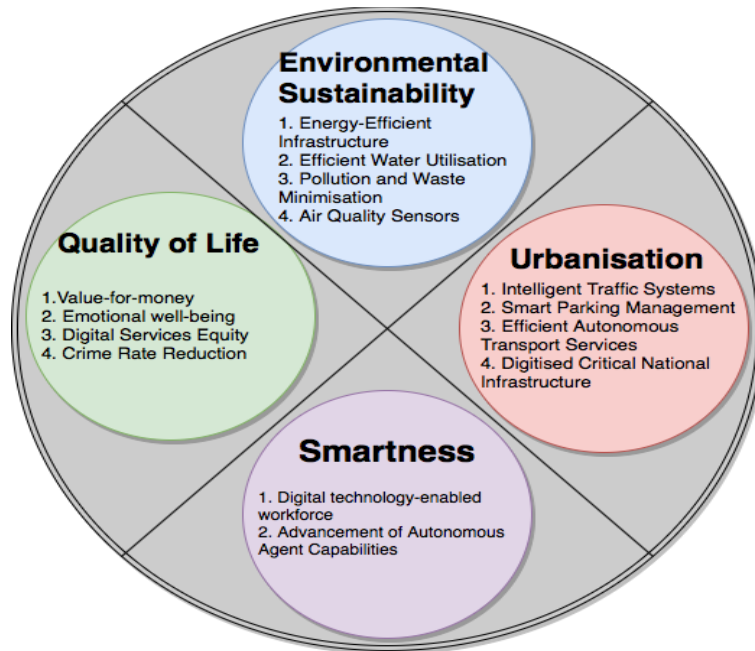 Environmental
Sustainability
1. Energy-Efficient
Infrastructure
2. Efficient Water Utilisation
3. Pollution and Waste
Minimisation
4. Air Quality Sensors
Quality of Life
1.Value-for-money
2. Emotional well-being
3. Digital Services Equity
4. Crime Rate Reduction
Urbanisation
1. Intelligent Traffic Systems
2. Smart Parking Management
3. Efficient Autonomous
Transport Services
4. Digitised Critical National
Infrastructure
Smartness
1. Digital technology-enabled
workforce
2. Advancement of Autonomous
Agent Capabilities